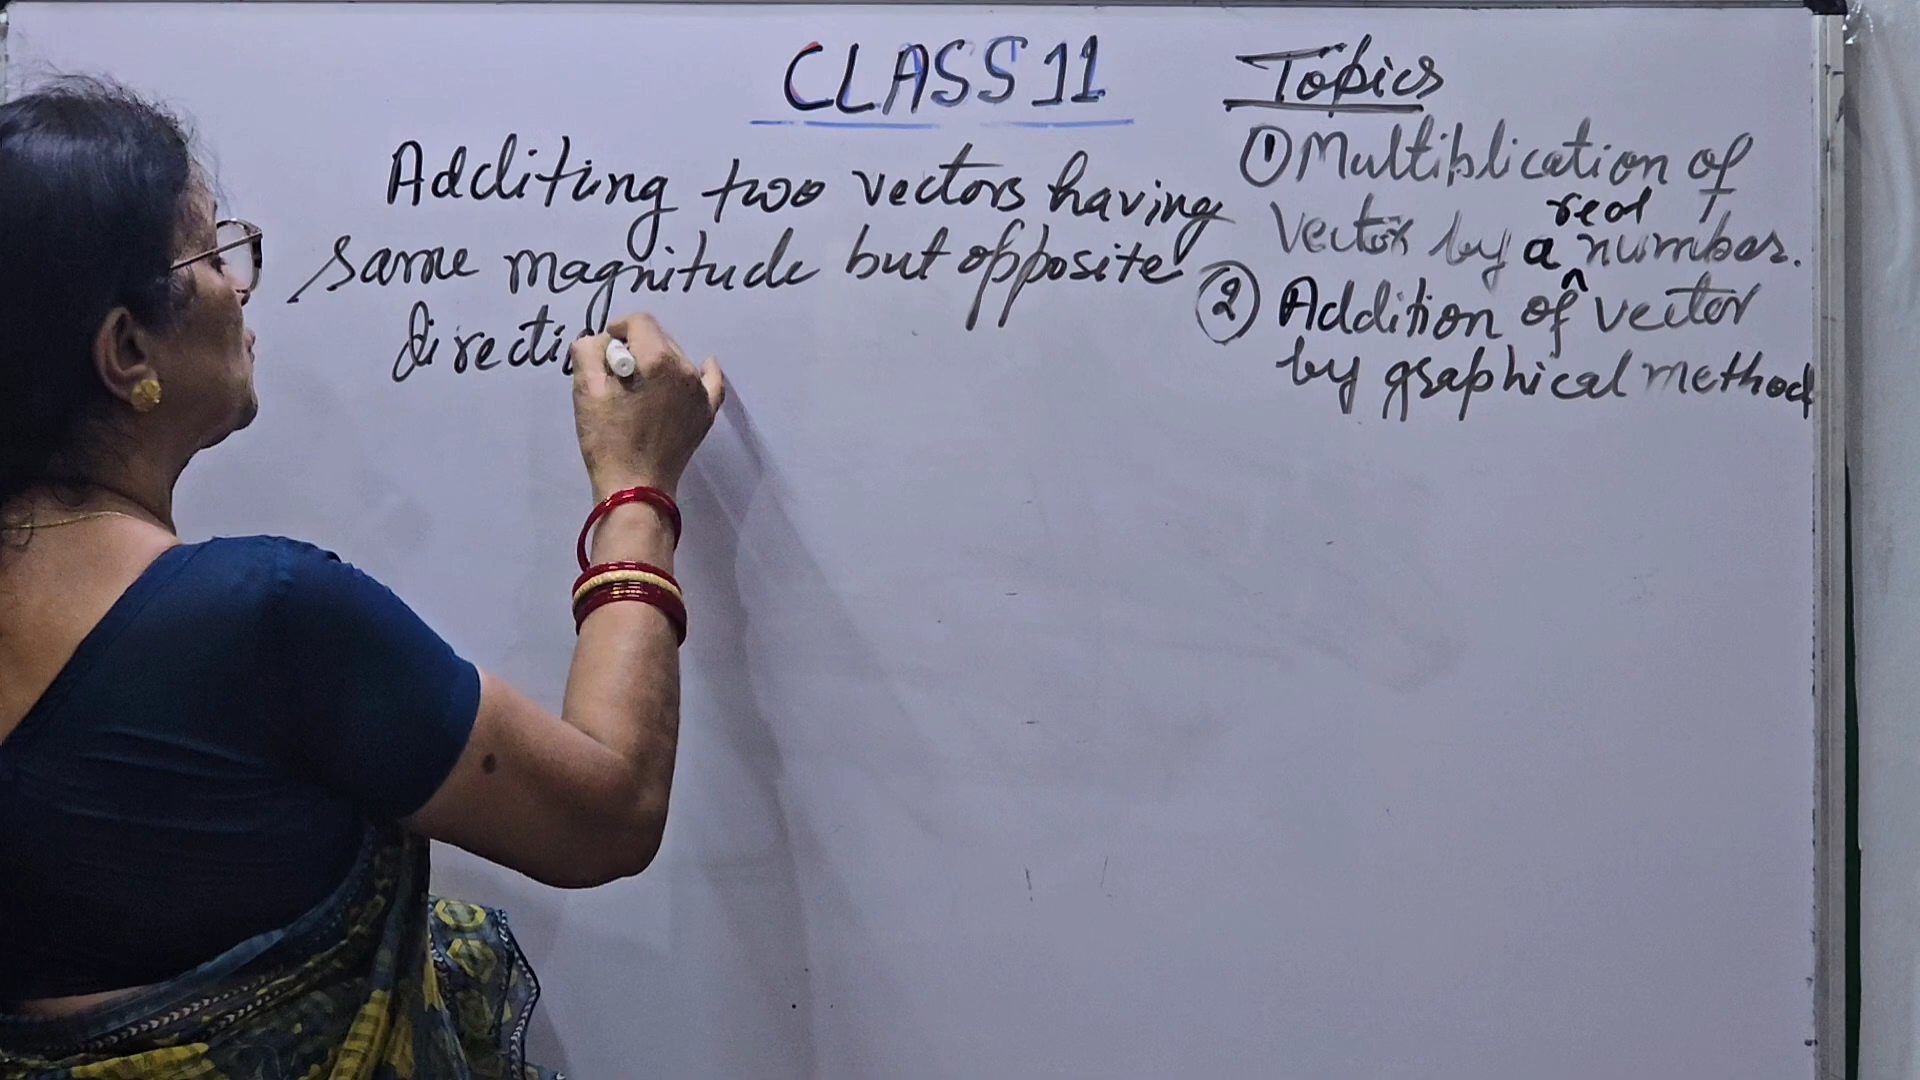 CLASS 11
Additing two vectors having
same magnitude but opposite
directi
Topics
① Multiplication of
real
Vector by a ^ number.
② Addition of vector
by graphical method